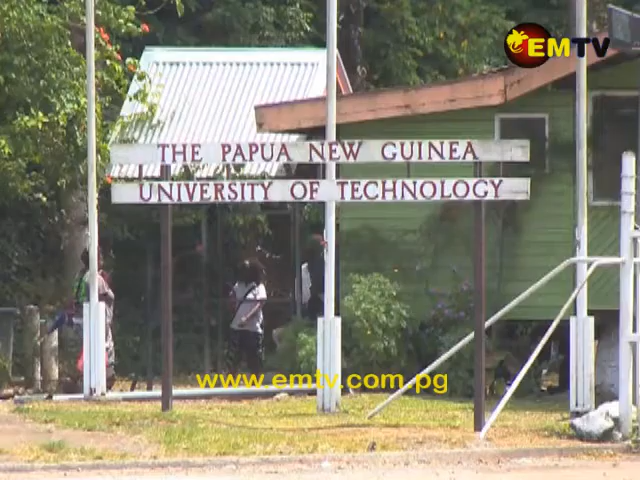 EMTV
THE PAPUA NEW GUINEA
UNIVERSITY OF TECHNOLOGY
www.emtv.com.pg